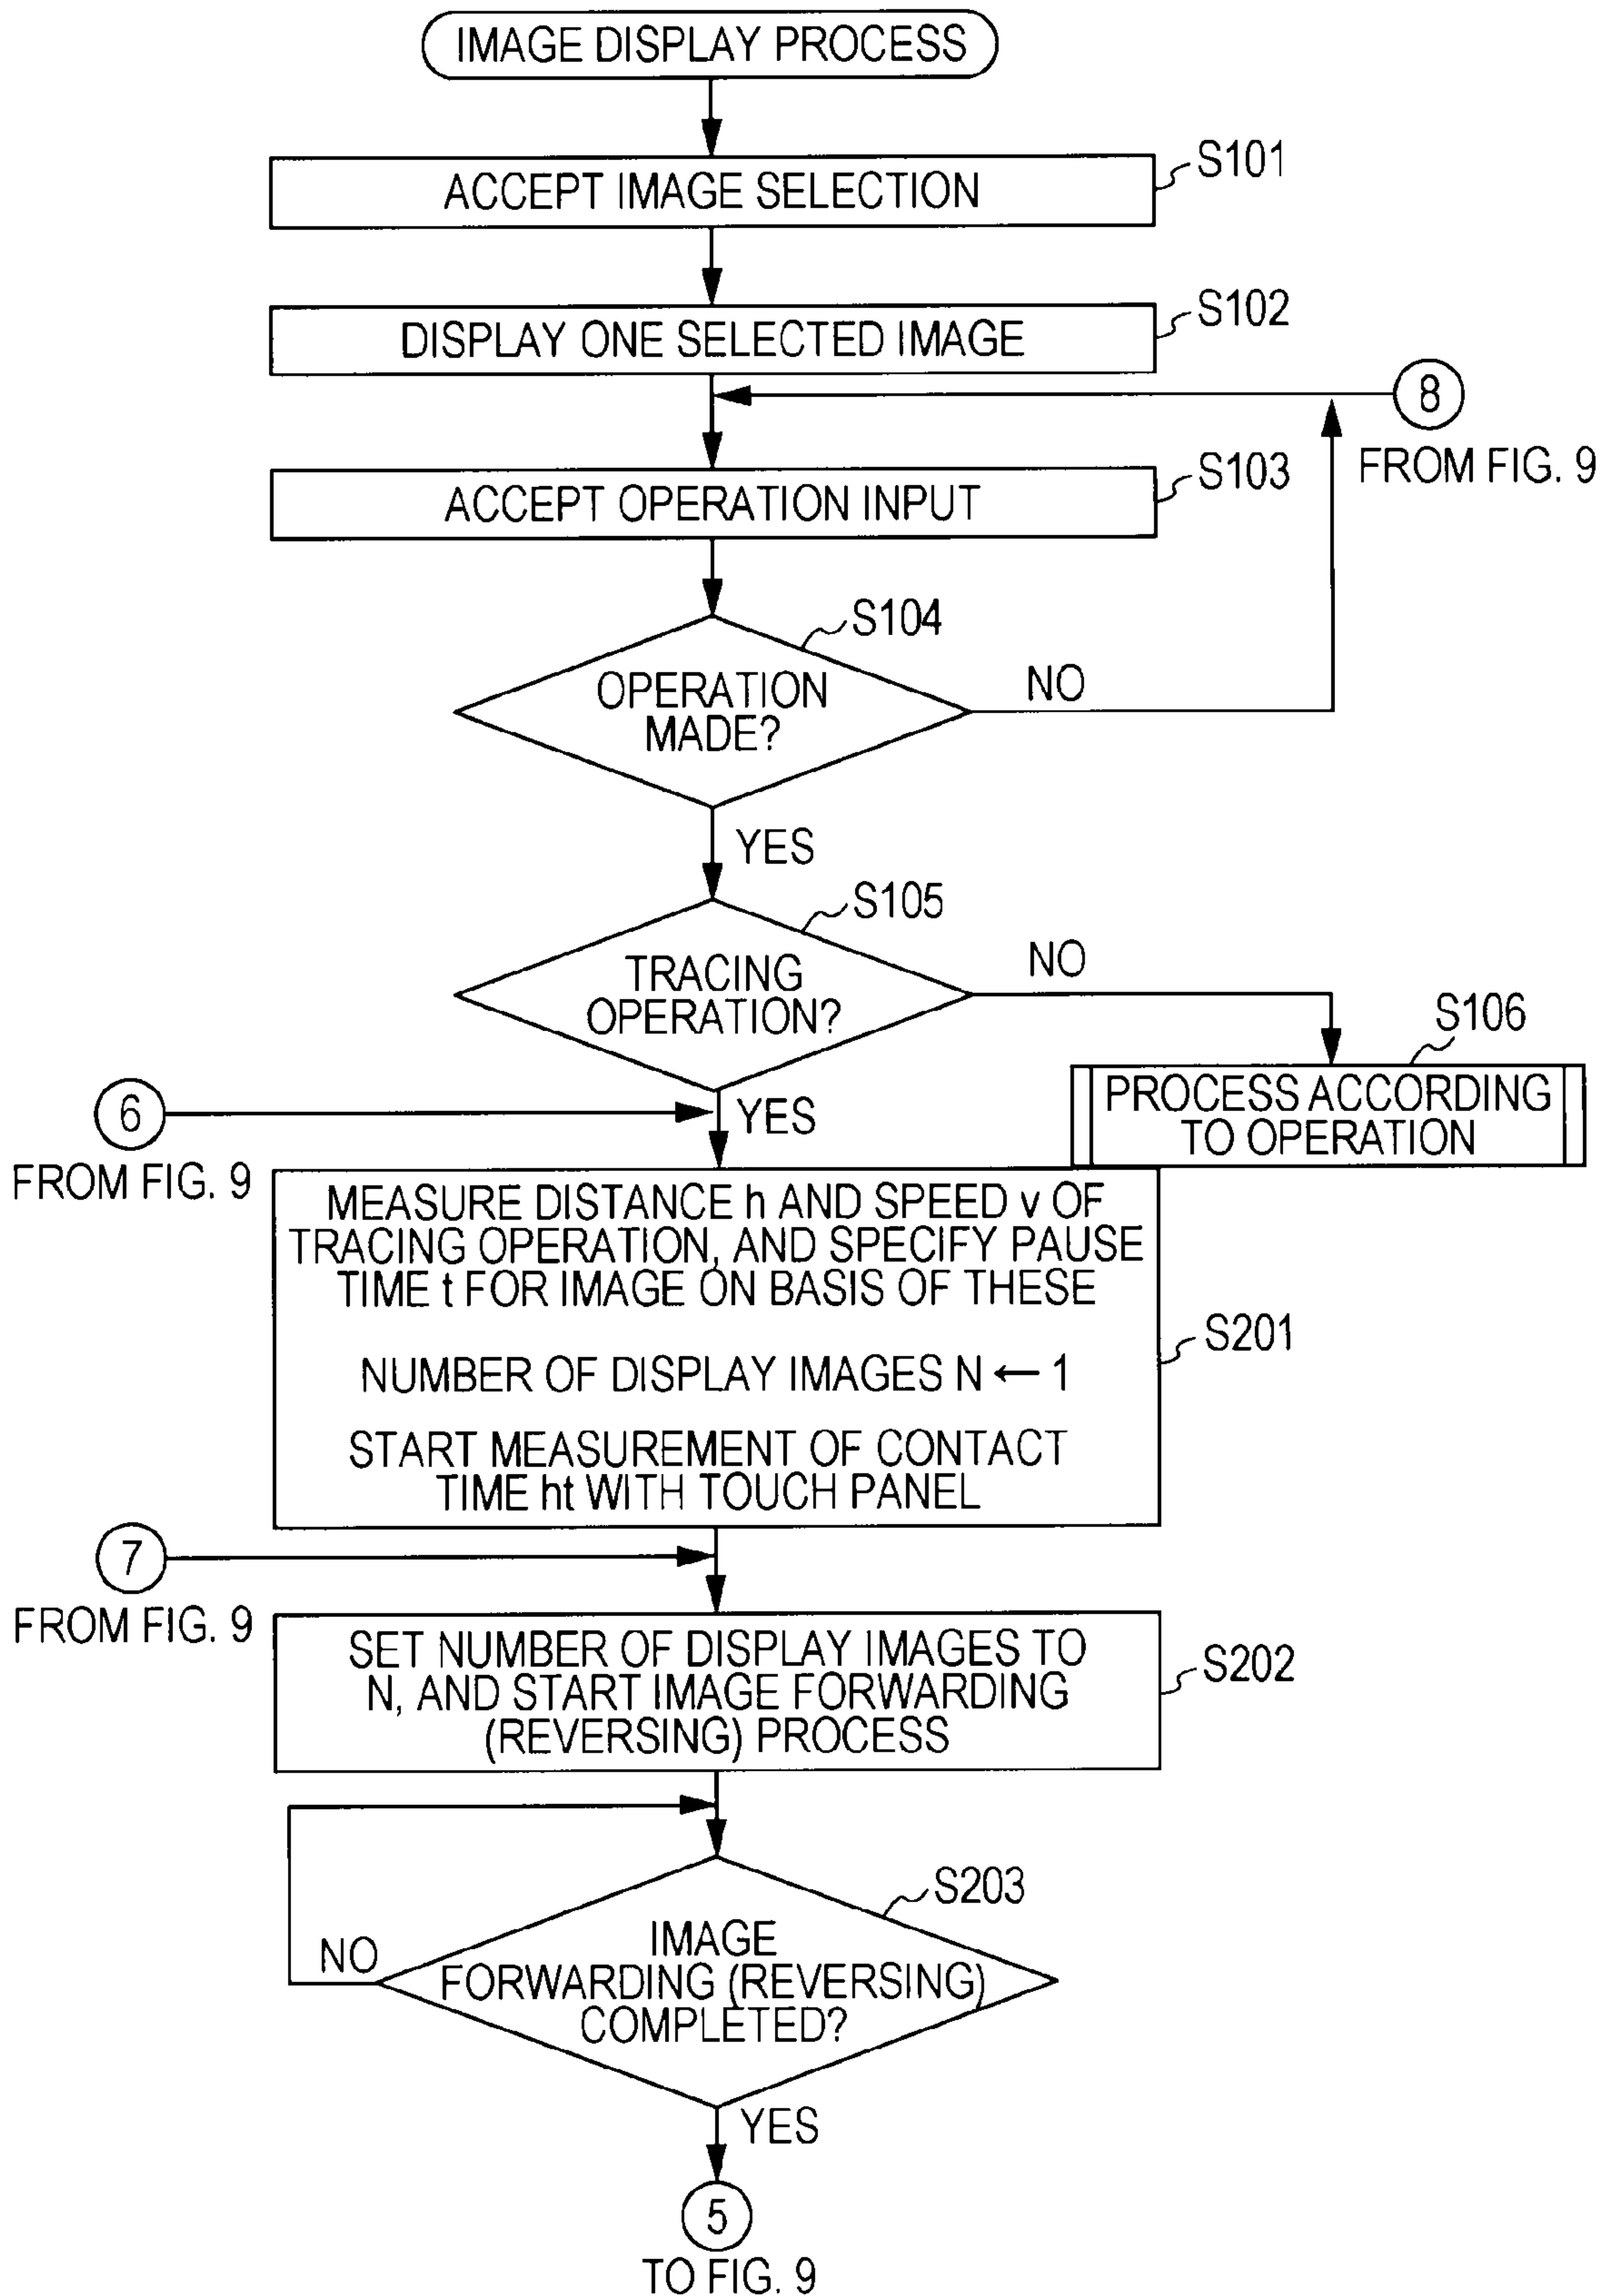 IMAGE DISPLAY PROCESS
S101
ACCEPT IMAGE SELECTION
S102
DISPLAY ONE SELECTED IMAGE
8
FROM FIG. 9
S103
ACCEPT OPERATION INPUT
S104
OPERATION
MADE?
NO
YES
S105
TRACING
OPERATION?
NO
S106
PROCESS ACCORDING
TO OPERATION
6
FROM FIG. 9
YES
MEASURE DISTANCE h AND SPEED v OF
TRACING OPERATION, AND SPECIFY PAUSE
TIME t FOR IMAGE ON BASIS OF THESE
NUMBER OF DISPLAY IMAGES N ← 1
START MEASUREMENT OF CONTACT
TIME ht WITH TOUCH PANEL
S201
7
FROM FIG. 9
SET NUMBER OF DISPLAY IMAGES TO
N, AND START IMAGE FORWARDING
(REVERSING) PROCESS
S202
S203
IMAGE
FORWARDING (REVERSING)
COMPLETED?
NO
YES
5
TO FIG. 9